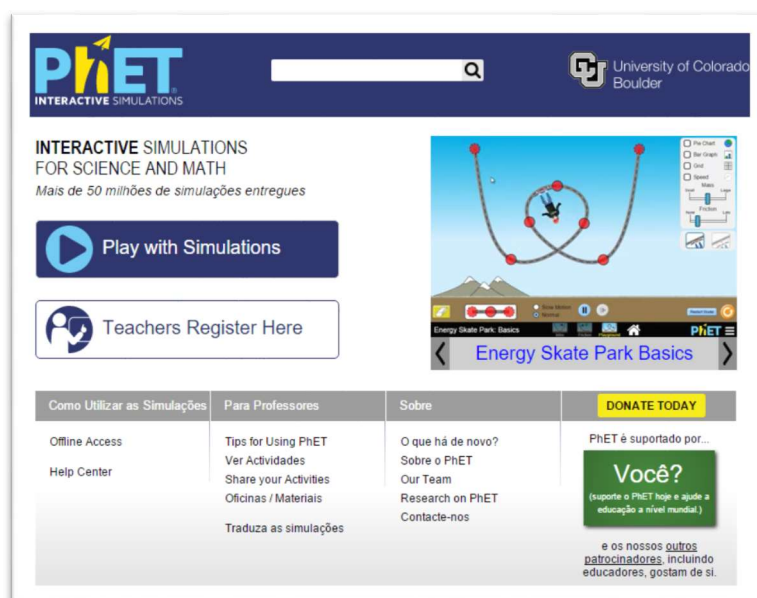 PhET
INTERACTIVE SIMULATIONS
University of Colorado
Boulder
INTERACTIVE SIMULATIONS
FOR SCIENCE AND MATH
Mais de 50 milhões de simulações entregues
Play with Simulations
Teachers Register Here
Pie Chart
Bar Graph
Grid
Speed
Mass
Friction
Slow Motion
Normal
Energy Skate Park: Basics
Playground
PhET
Energy Skate Park Basics
Como Utilizar as Simulações
Offline Access
Help Center
Para Professores
Tips for Using PhET
Ver Actividades
Share your Activities
Oficinas / Materiais
Traduza as simulações
Sobre
O que há de novo?
Sobre o PhET
Our Team
Research on PhET
Contacte-nos
DONATE TODAY
PhET é suportado por...
Você?
(suporte o PhET hoje e ajude a
educação a nível mundial.)
e os nossos outros
patrocinadores, incluindo
educadores, gostam de si.